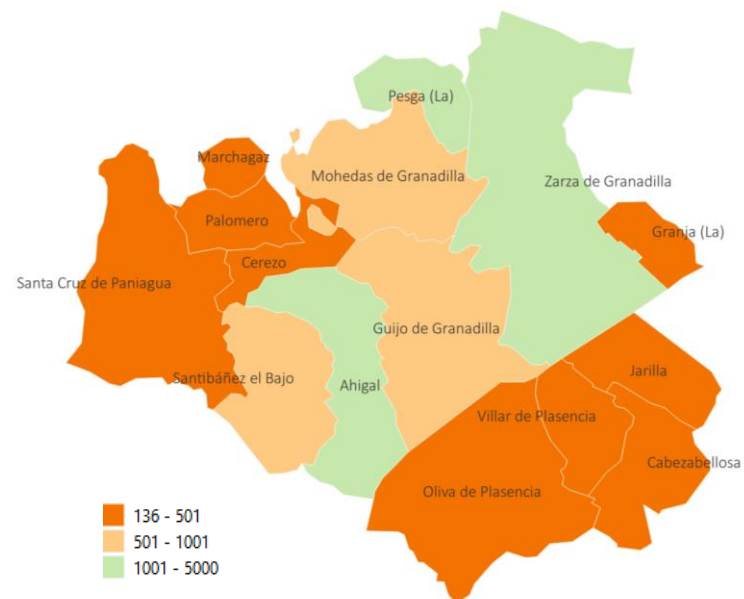 Pesga (La)
Marchagaz
Mohedas de Granadilla
Zarza de Granadilla
Palomero
Granja (La)
Cerezo
Santa Cruz de Paniagua
Guijo de Granadilla
Santibáñez el Bajo
Ahigal
Jarilla
Villar de Plasencia
Cabezabellosa
Oliva de Plasencia
136 - 501
501 - 1001
1001 - 5000